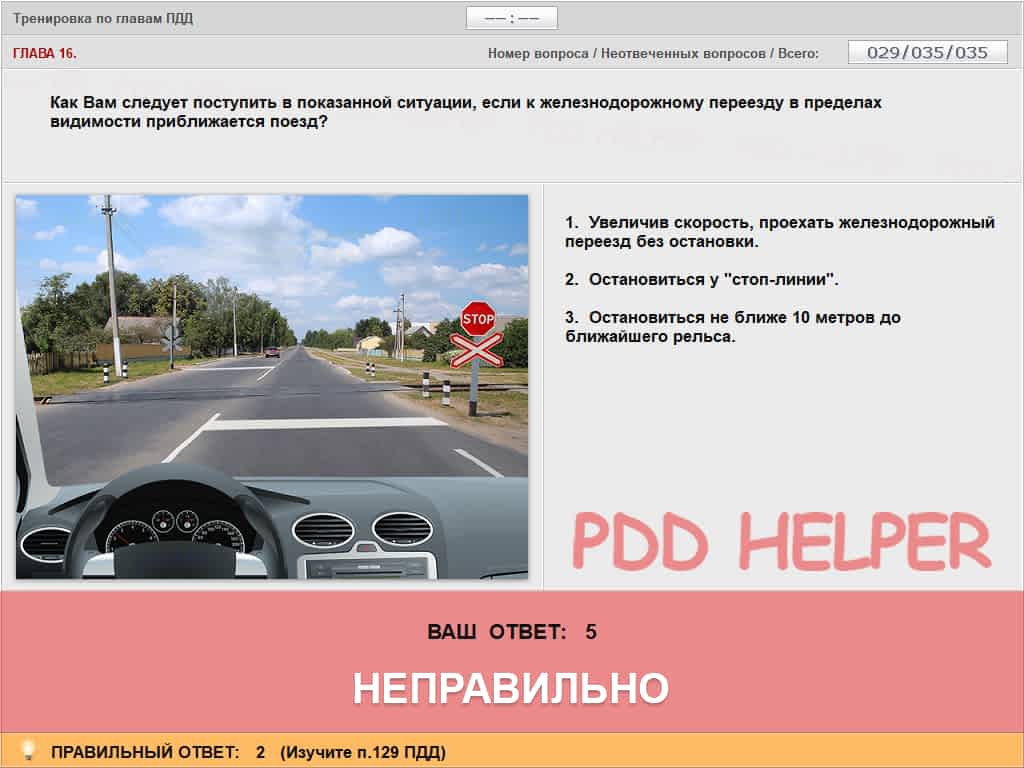 Тренировка по главам ПДД
—— : ——
ГЛАВА 16.
Номер вопроса / Неотвеченных вопросов / Всего:
029/035/035
Как Вам следует поступить в показанной ситуации, если к железнодорожному переезду в пределах
видимости приближается поезд?
1. Увеличив скорость, проехать железнодорожный
переезд без остановки.
2. Остановиться у "стоп-линии".
3. Остановиться не ближе 10 метров до
ближайшего рельса.
STOP
PDD HELPER
ВАШ ОТВЕТ: 5
НЕПРАВИЛЬНО
ПРАВИЛЬНЫЙ ОТВЕТ: 2 (Изучите п.129 ПДД)